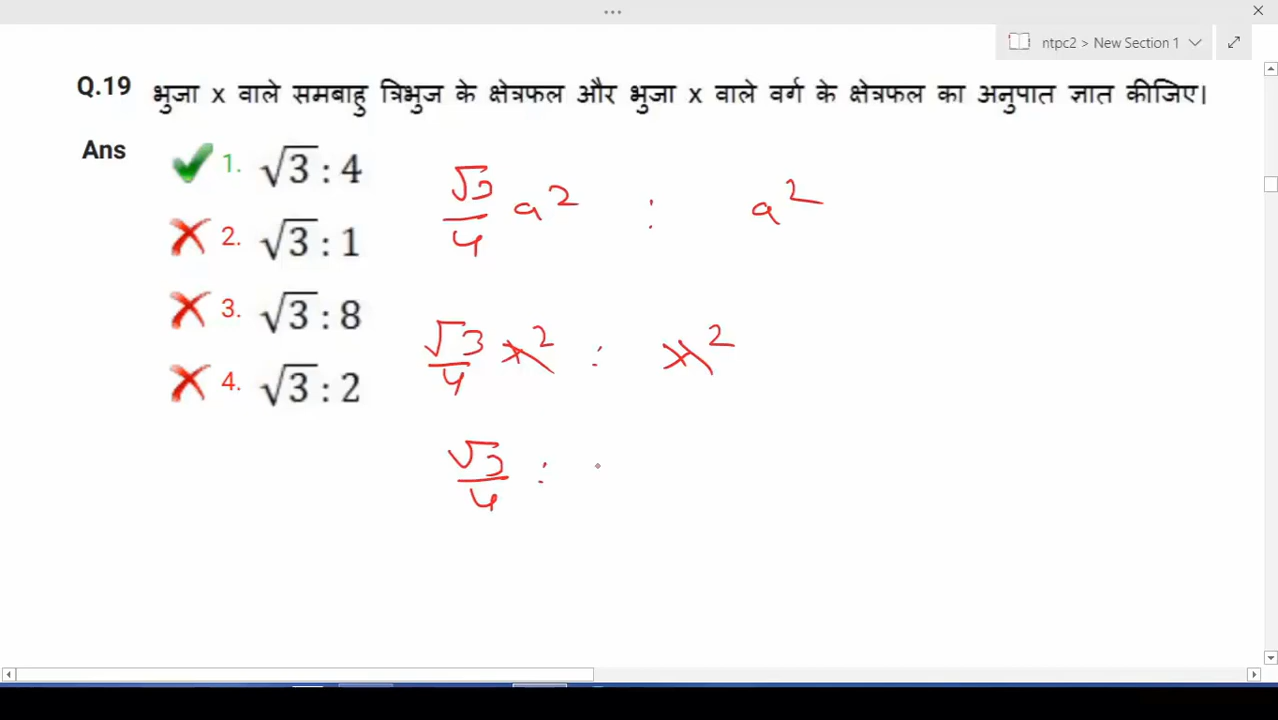 ntpc2 > New Section 1
Q.19 भुजा x वाले समबाहु त्रिभुज के क्षेत्रफल और भुजा x वाले वर्ग के क्षेत्रफल का अनुपात ज्ञात कीजिए।
Ans
1. √3 : 4
2. √3 : 1
3. √3 : 8
4. √3 : 2
√3/4 a² : a²
√3/4 x² : x²
√3/4 :